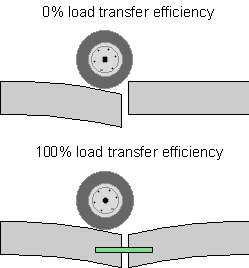 0% load transfer efficiency
100% load transfer efficiency